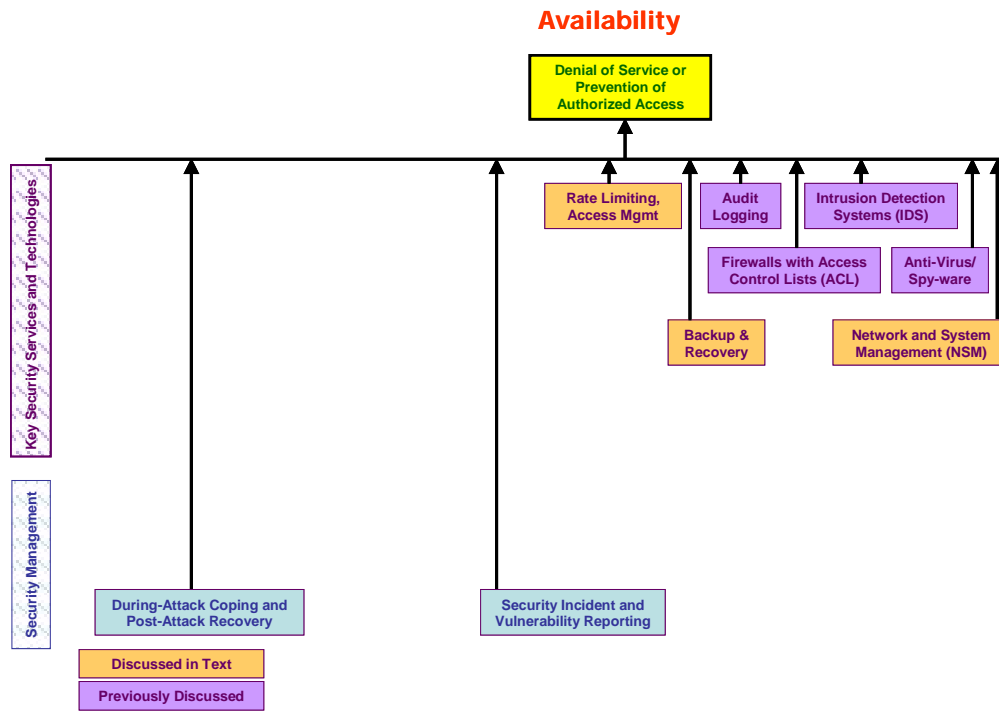 Availability
Denial of Service or
Prevention of
Authorized Access
Key Security Services and Technologies
Rate Limiting,
Access Mgmt
Audit
Logging
Intrusion Detection
Systems (IDS)
Firewalls with Access
Control Lists (ACL)
Anti-Virus/
Spy-ware
Backup &
Recovery
Network and System
Management (NSM)
Security Management
During-Attack Coping and
Post-Attack Recovery
Security Incident and
Vulnerability Reporting
Discussed in Text
Previously Discussed